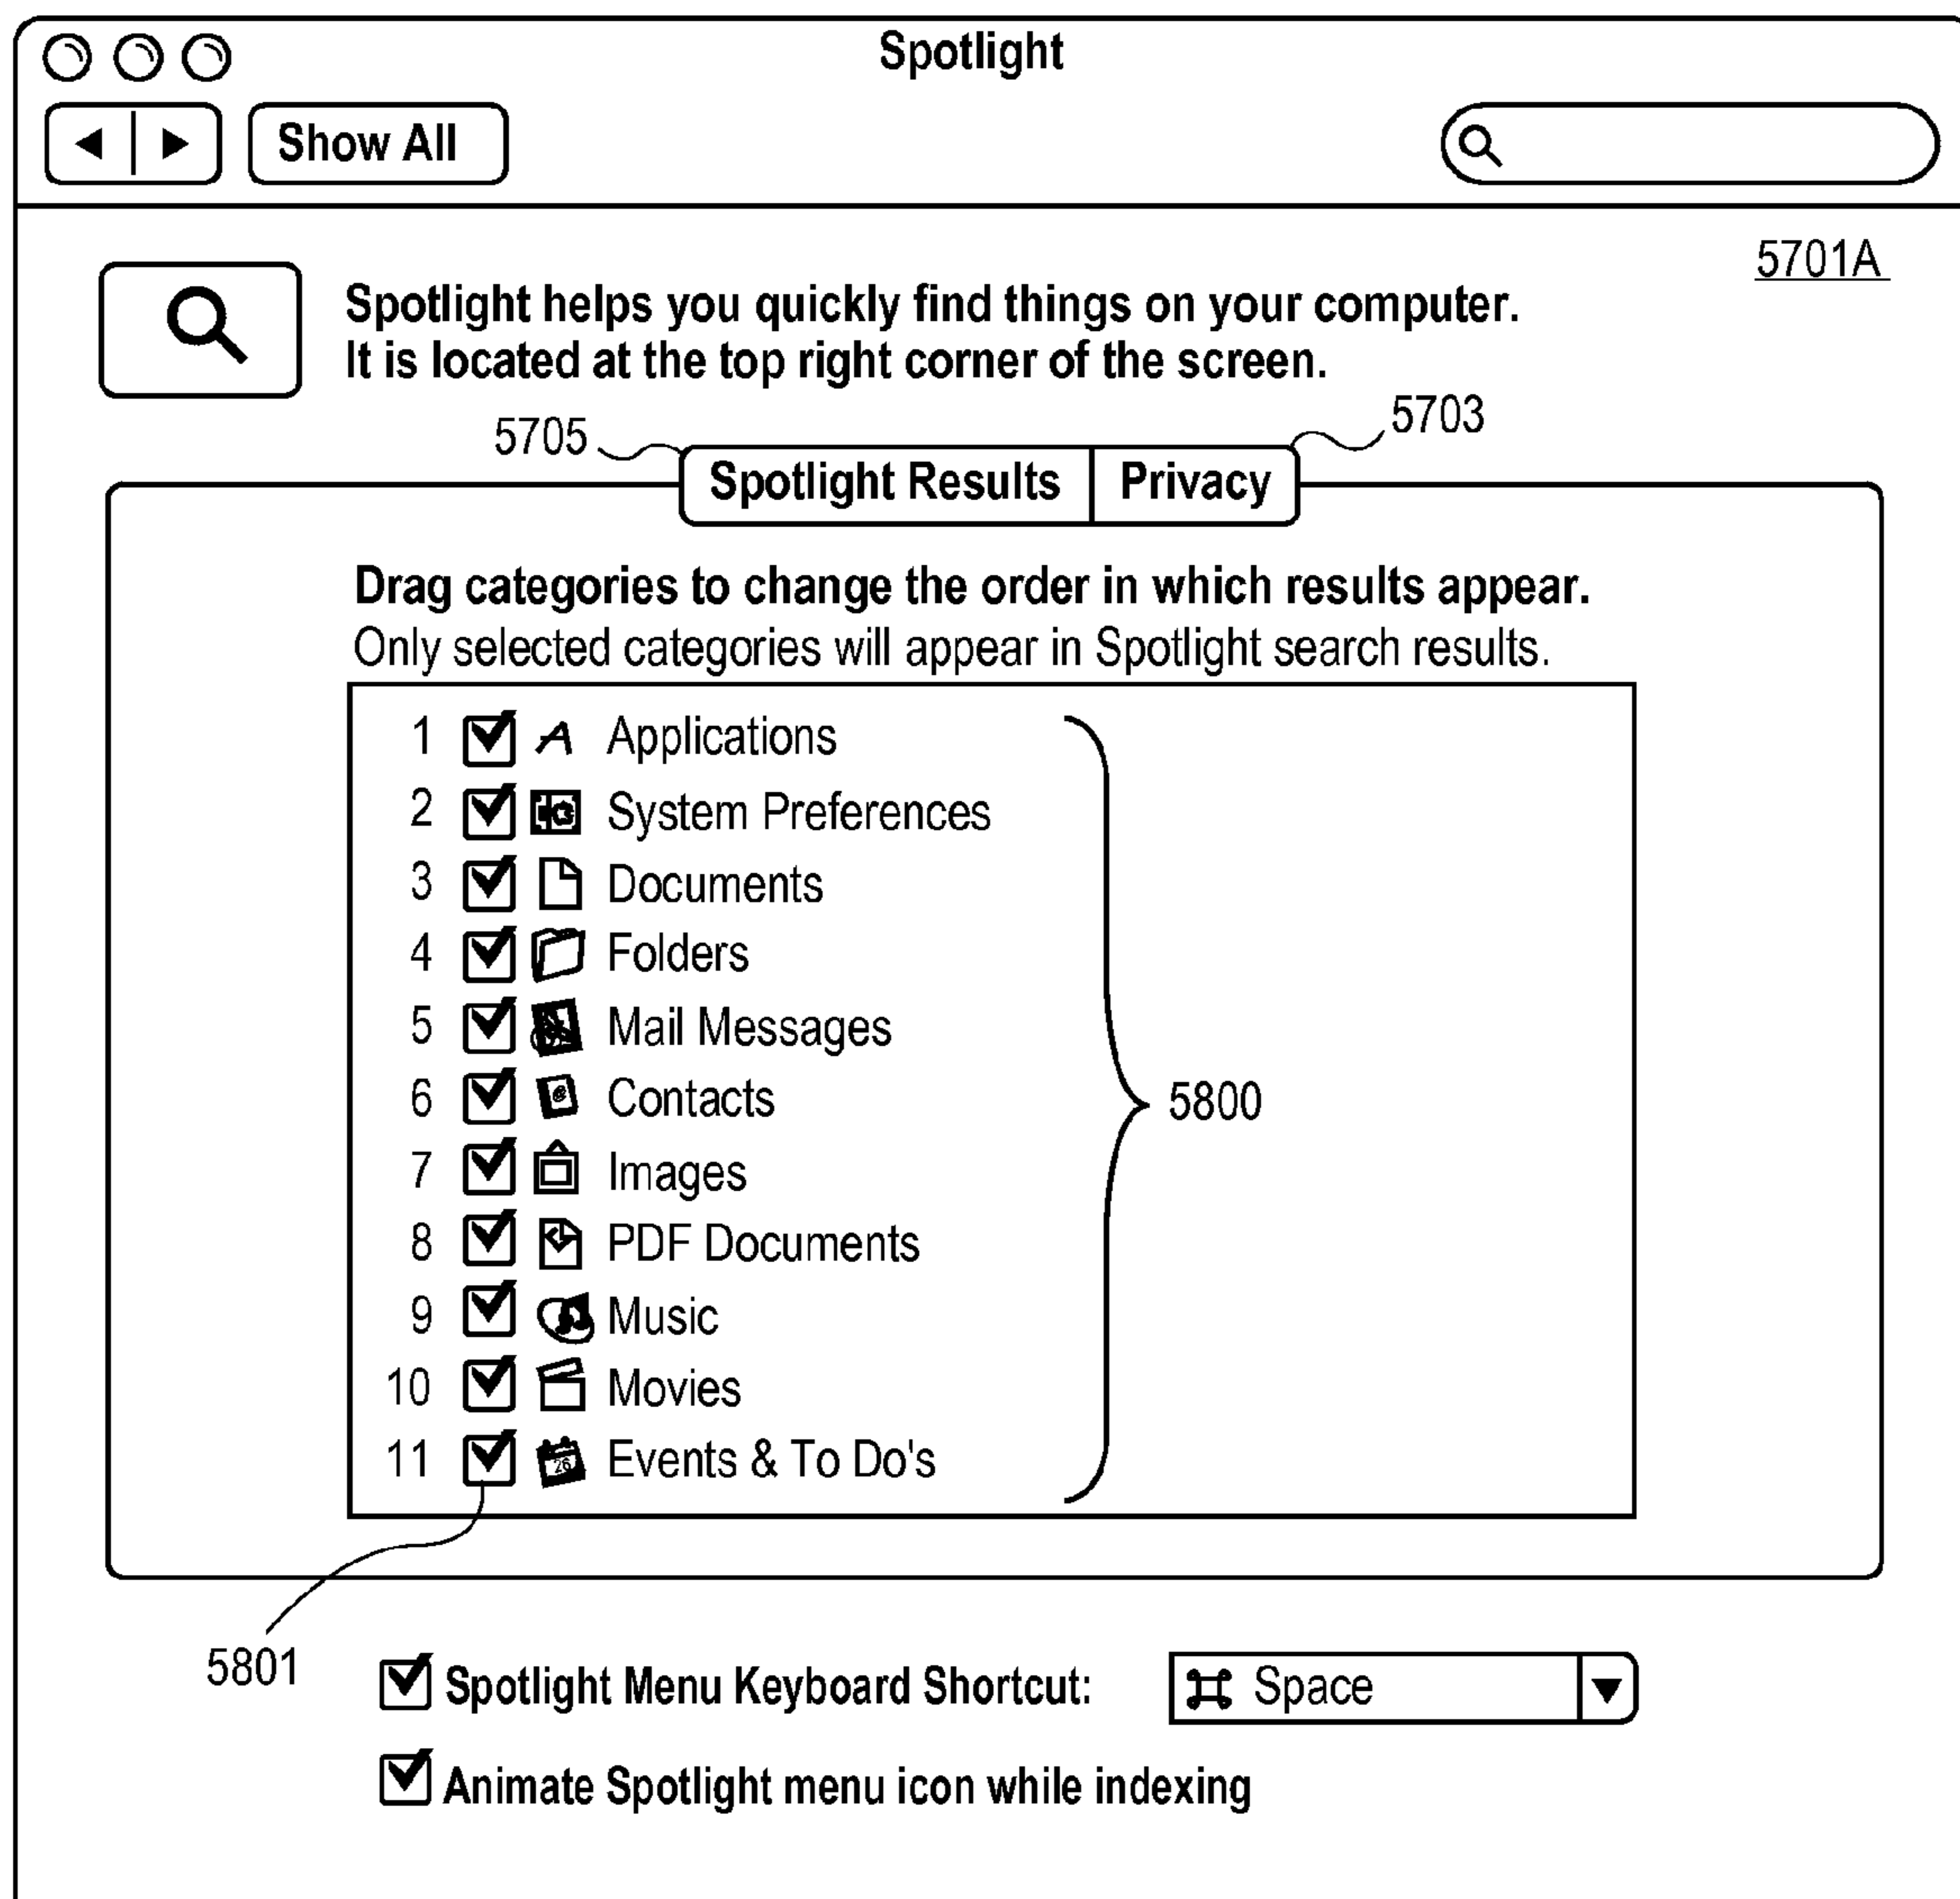 Spotlight
Show All
5701A
Spotlight helps you quickly find things on your computer.
It is located at the top right corner of the screen.
5705
5703
Spotlight Results
Privacy
Drag categories to change the order in which results appear.
Only selected categories will appear in Spotlight search results.
1 Applications
2 System Preferences
3 Documents
4 Folders
5 Mail Messages
6 Contacts
5800
7 Images
8 PDF Documents
9 Music
10 Movies
11 26 Events & To Do's
5801
Spotlight Menu Keyboard Shortcut: ⌘ Space
Animate Spotlight menu icon while indexing